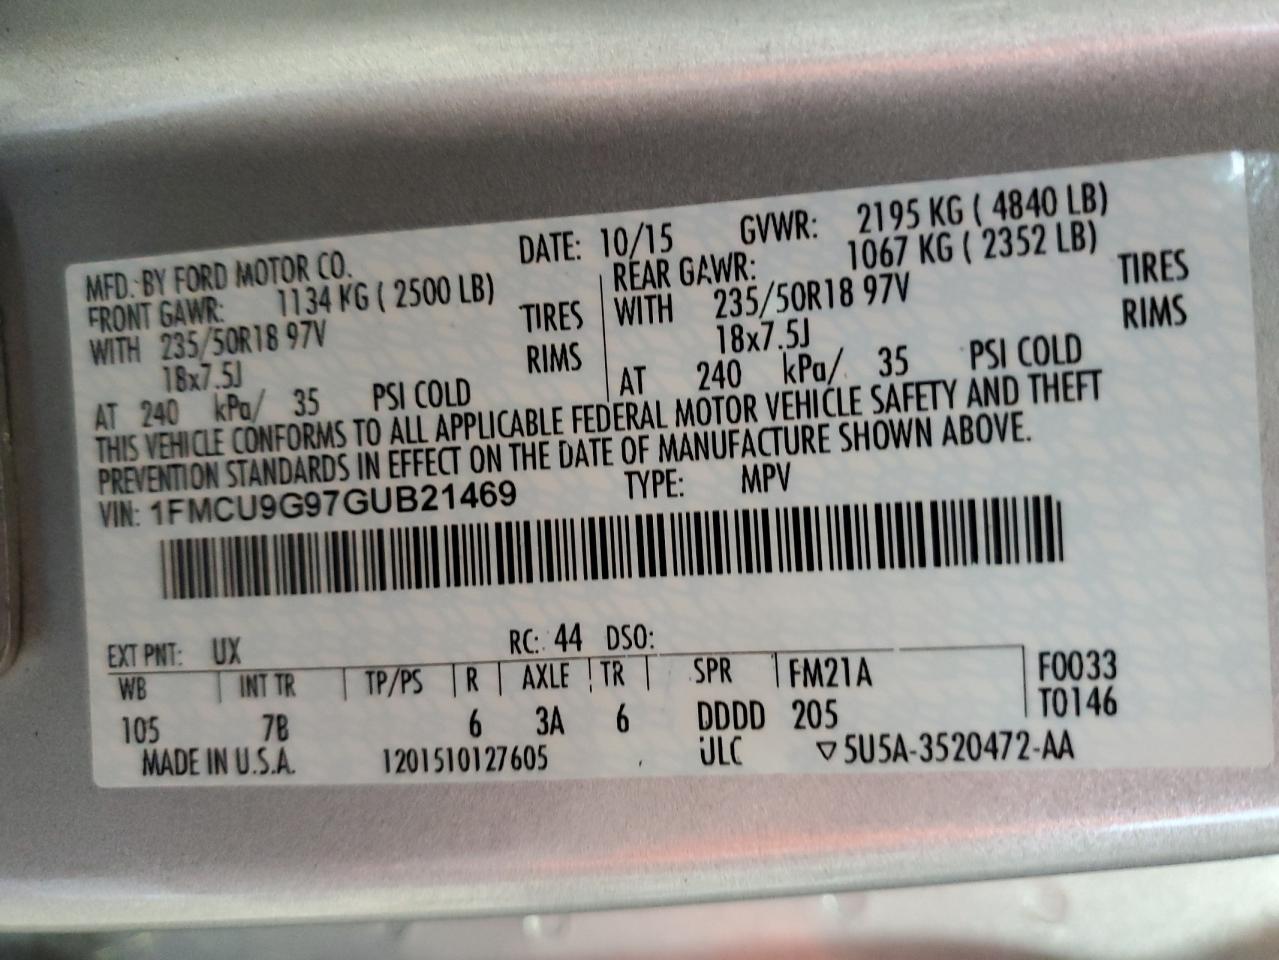 MFD. BY FORD MOTOR CO. DATE: 10/15 GVWR: 2195 KG ( 4840 LB)
FRONT GAWR: 1134 KG ( 2500 LB) REAR GAWR: 1067 KG ( 2352 LB)
WITH 235/50R18 97V TIRES WITH 235/50R18 97V TIRES
18x7.5J RIMS 18x7.5J RIMS
AT 240 kPa/ 35 PSI COLD AT 240 kPa/ 35 PSI COLD
THIS VEHICLE CONFORMS TO ALL APPLICABLE FEDERAL MOTOR VEHICLE SAFETY AND THEFT
PREVENTION STANDARDS IN EFFECT ON THE DATE OF MANUFACTURE SHOWN ABOVE.
VIN: 1FMCU9G97GUB21469 TYPE: MPV
EXT PNT: UX RC: 44 DSO:
WB INT TR TP/PS R AXLE TR SPR FM21A F0033
105 7B 6 3A 6 DDDD 205 T0146
MADE IN U.S.A. 1201510127605 ULC ▽5U5A-3520472-AA